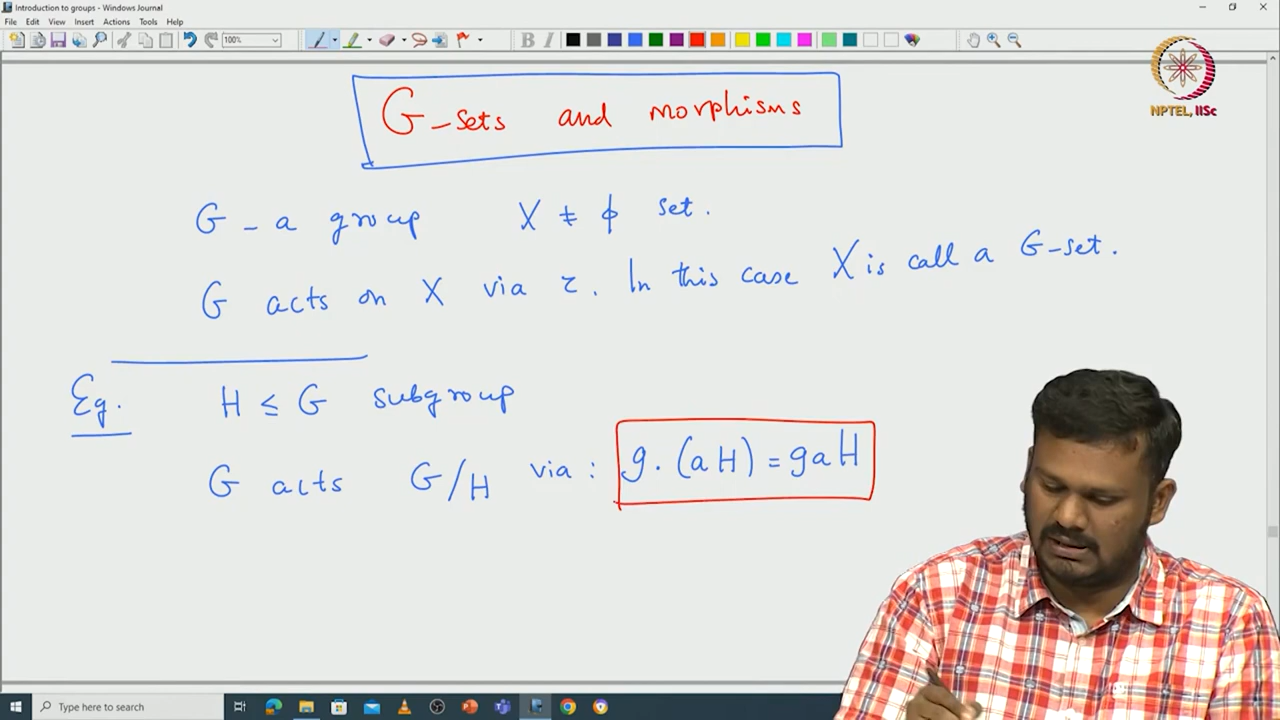 Introduction to groups - Windows Journal
File Edit View Insert Actions Tools Help
100%
NPTEL, IISc
G-sets and morphisms
G - a group X ≠ ϕ set.
G acts on X via τ. In this case X is call a G-set.
Eg. H ≤ G subgroup
G acts G/H via : g.(aH) = gaH
Type here to search